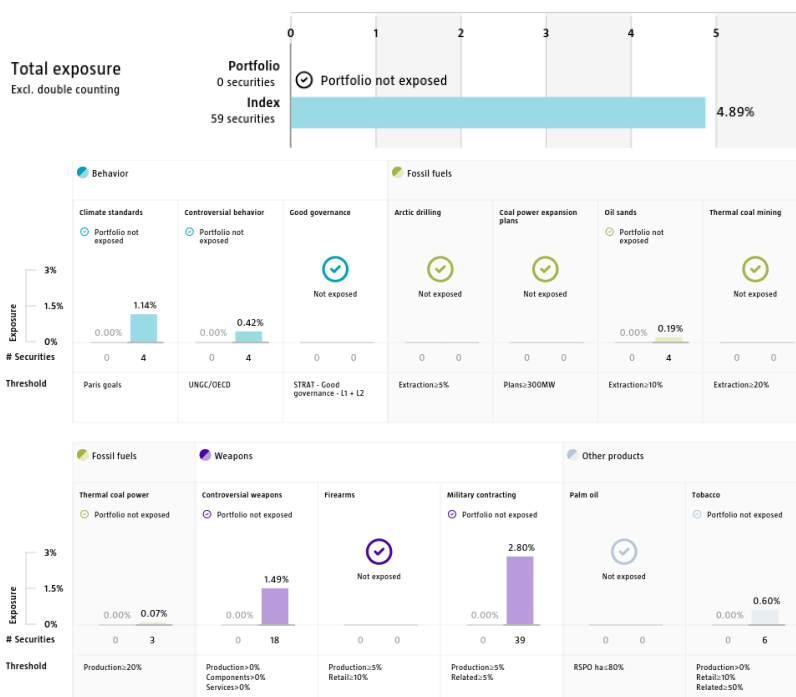 0 1 2 3 4 5
Total exposure
Excl. double counting
Portfolio
0 securities
Portfolio not exposed
Index
59 securities
4.89%
Behavior
Fossil fuels
Climate standards
Portfolio not
exposed
Controversial behavior
Portfolio not
exposed
Good governance
Not exposed
Arctic drilling
Not exposed
Coal power expansion
plans
Not exposed
Oil sands
Portfolio not
exposed
Thermal coal mining
Not exposed
Exposure
3%
1.5%
0%
0.00% 1.14%
0.00% 0.42%
0.00% 0.19%
# Securities
0 4
0 4
0 0
0 0
0 0
0 4
0 0
Threshold
Paris goals
UNGC/OECD
STRAT - Good
governance - L1 + L2
Extraction≥5%
Plans≥300MW
Extraction≥10%
Extraction≥20%
Fossil fuels
Weapons
Other products
Thermal coal power
Portfolio not exposed
Controversial weapons
Portfolio not exposed
Firearms
Not exposed
Military contracting
Portfolio not exposed
Palm oil
Not exposed
Tobacco
Portfolio not exposed
Exposure
3%
1.5%
0%
0.00% 0.07%
0.00% 1.49%
0.00% 2.80%
0.00% 0.60%
# Securities
0 3
0 18
0 0
0 39
0 0
0 6
Threshold
Production≥20%
Production>0%
Components>0%
Services>0%
Production≥5%
Retail≥10%
Production≥5%
Related≥5%
RSPO ha≤80%
Production>0%
Retail≥10%
Related≥50%